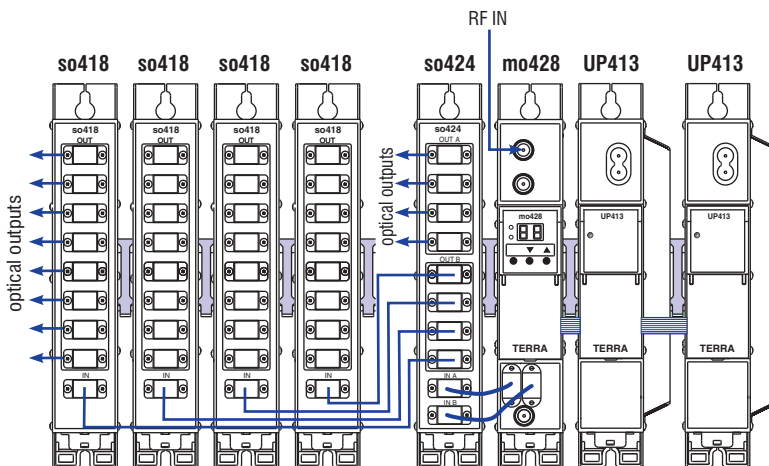 RF IN
so418 so418 so418 so418 so424 mo428 UP413 UP413
so418 so418 so418 so418 so424
OUT OUT OUT OUT OUT A
optical outputs
optical outputs
mo428 UP413 UP413
88
OUT B
TERRA TERRA TERRA
IN IN IN IN IN A
IN B